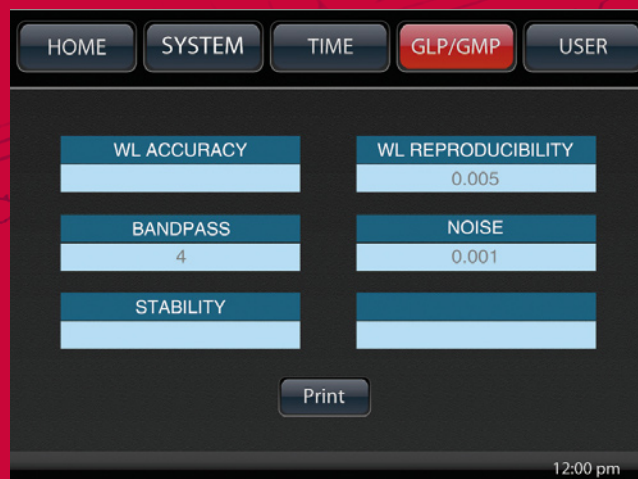 HOME SYSTEM TIME GLP/GMP USER
WL ACCURACY WL REPRODUCIBILITY
0.005
BANDPASS NOISE
4 0.001
STABILITY
Print
12:00 pm